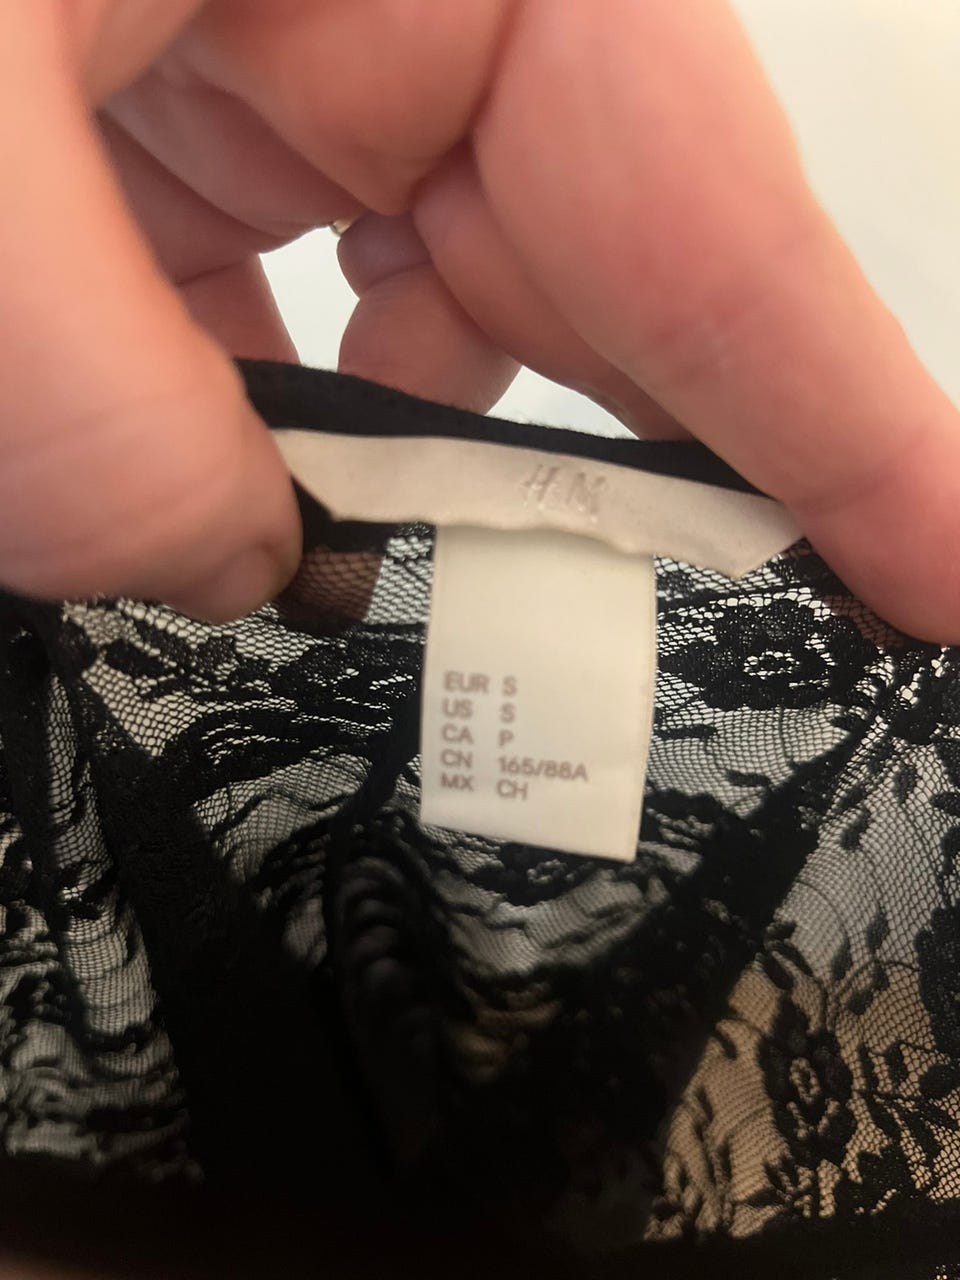 H&M
EUR S
US S
CA P
CN 165/88A
MX CH